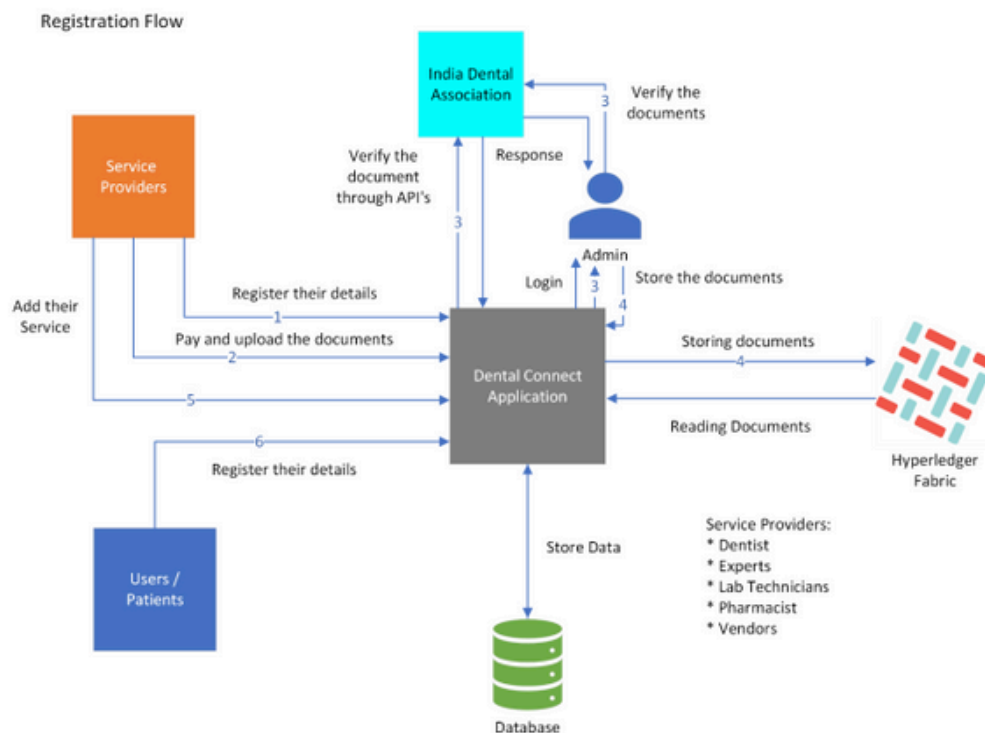 Registration Flow
India Dental
Association
3
Verify the
documents
Service
Providers
Verify the
document
through API's
Response
3
Admin
Add their
Service
Register their details
1
Login
3
Store the documents
4
Pay and upload the documents
2
Dental Connect
Application
Storing documents
4
5
Reading Documents
6
Register their details
Hyperledger
Fabric
Users /
Patients
Store Data
Service Providers:
* Dentist
* Experts
* Lab Technicians
* Pharmacist
* Vendors
Database